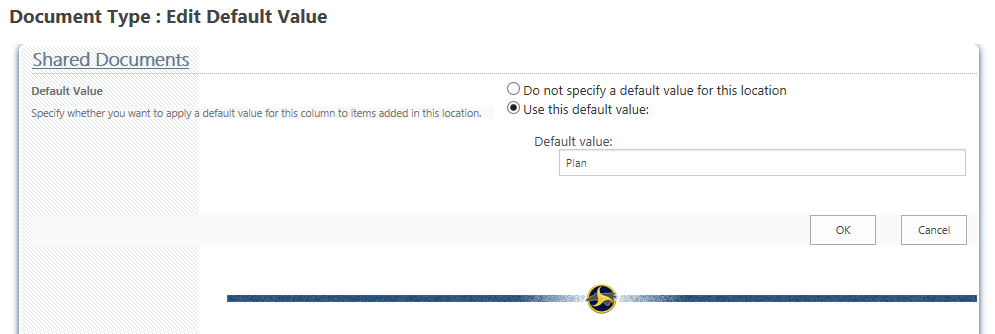 Document Type : Edit Default Value
Shared Documents
Default Value
Specify whether you want to apply a default value for this column to items added in this location.
Do not specify a default value for this location
Use this default value:
Default value:
Plan
OK
Cancel